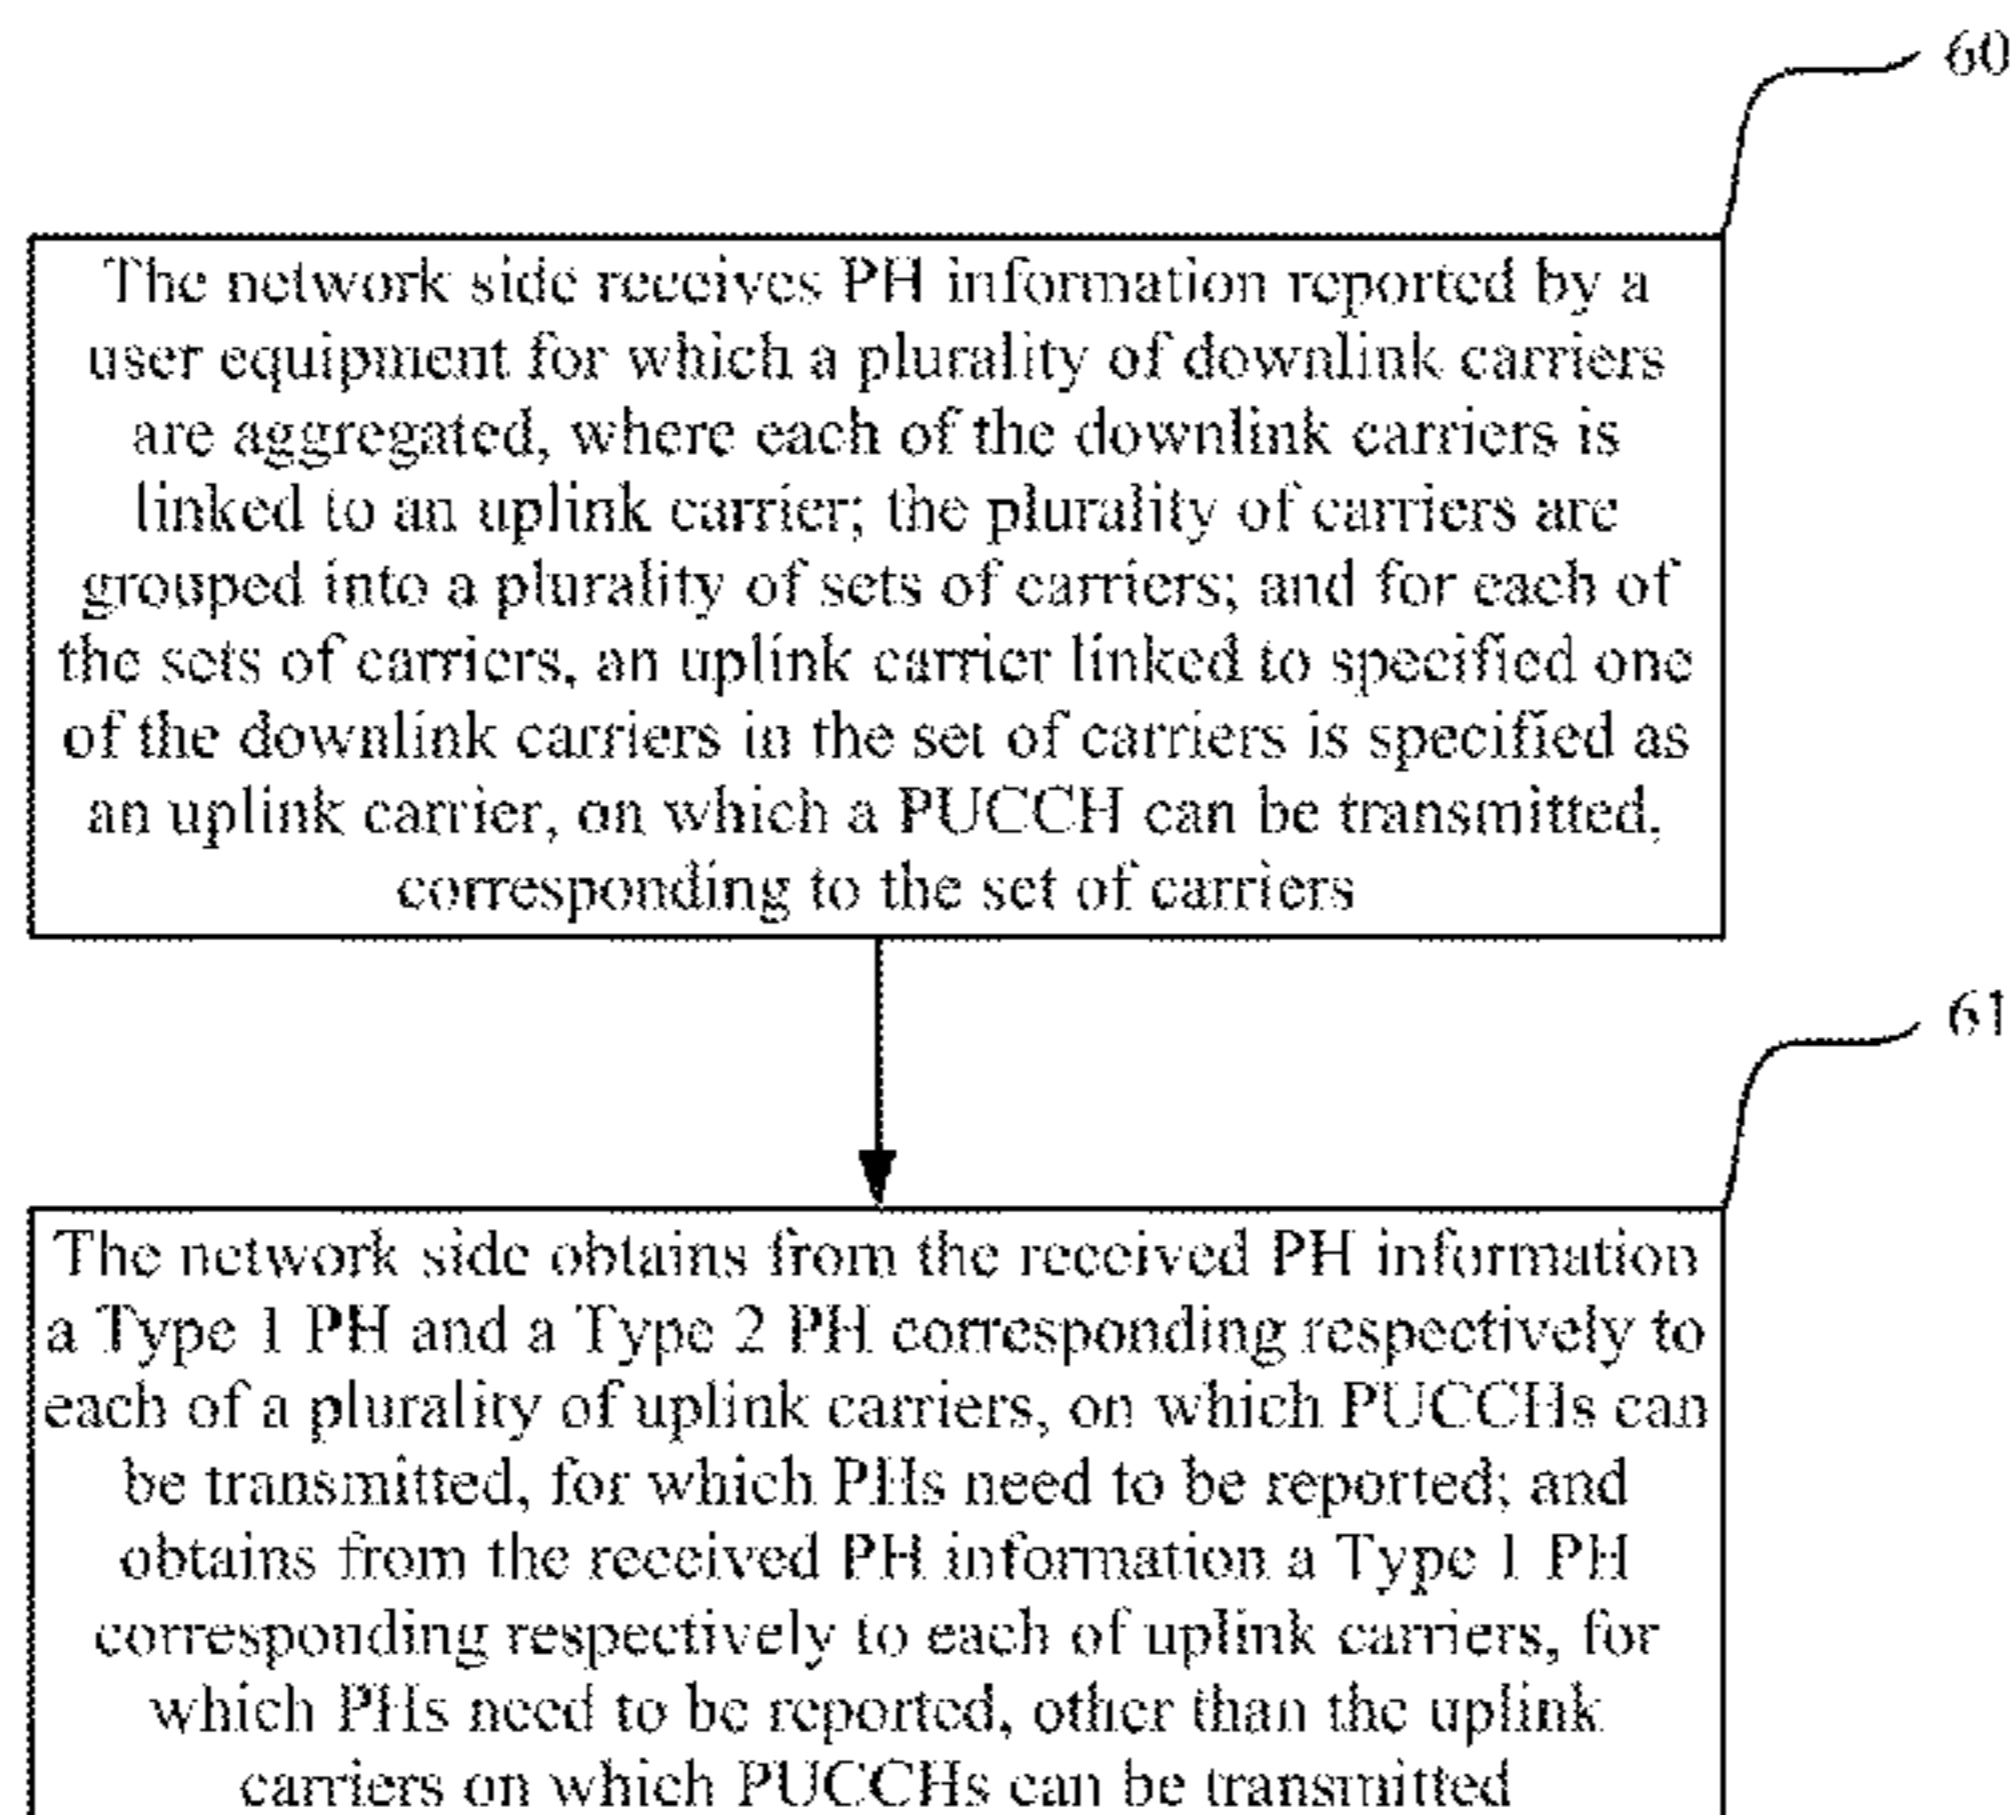 60
The network side receives PH information reported by a
user equipment for which a plurality of downlink carriers
are aggregated, where each of the downlink carriers is
linked to an uplink carrier; the plurality of carriers are
grouped into a plurality of sets of carriers; and for each of
the sets of carriers, an uplink carrier linked to specified one
of the downlink carriers in the set of carriers is specified as
an uplink carrier, on which a PUCCH can be transmitted,
corresponding to the set of carriers
61
The network side obtains from the received PH information
a Type 1 PH and a Type 2 PH corresponding respectively to
each of a plurality of uplink carriers, on which PUCCHs can
be transmitted, for which PHs need to be reported; and
obtains from the received PH information a Type 1 PH
corresponding respectively to each of uplink carriers, for
which PHs need to be reported, other than the uplink
carriers on which PUCCHs can be transmitted